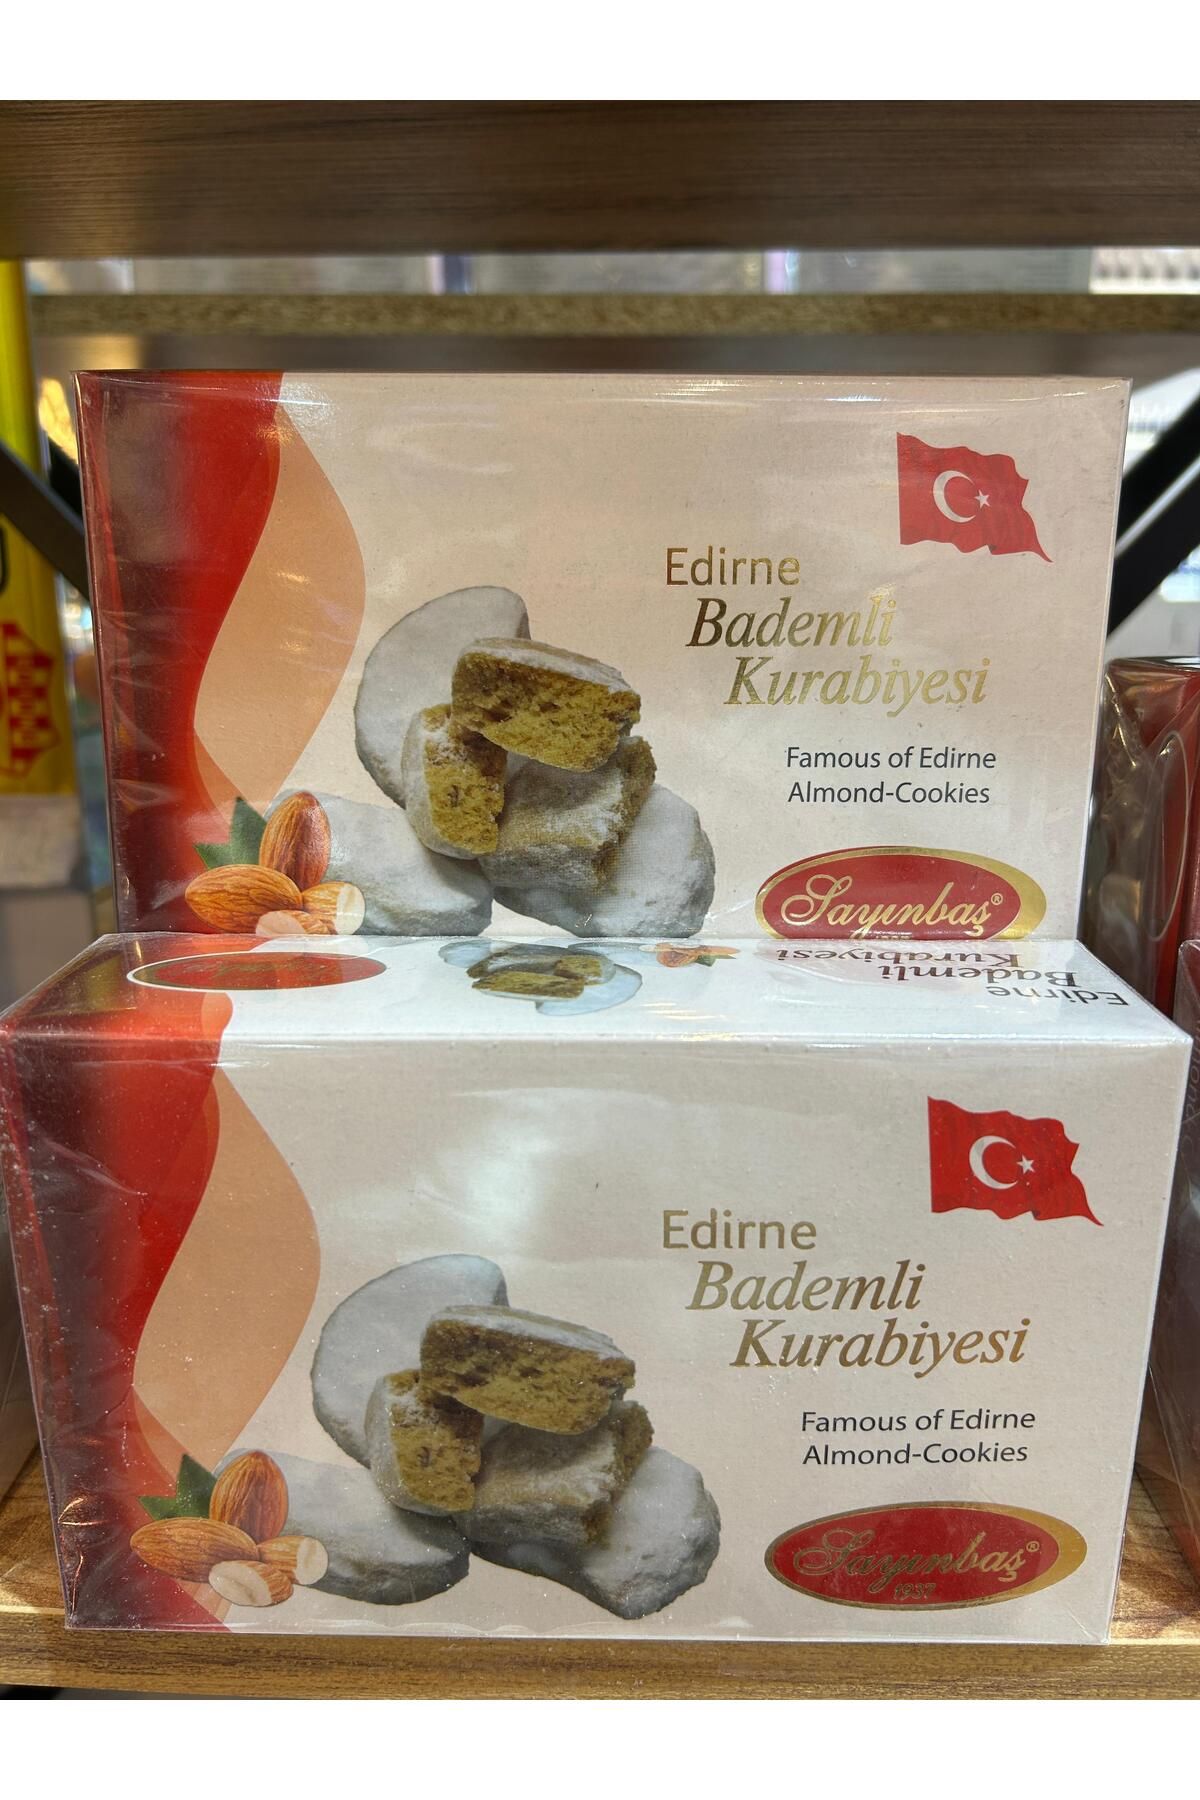 Edirne
Bademli
Kurabiyesi
Famous of Edirne
Almond-Cookies
Sayınbaş®
Edirne
Bademli
Kurabiyesi
Edirne
Bademli
Kurabiyesi
Famous of Edirne
Almond-Cookies
Sayınbaş®
1937